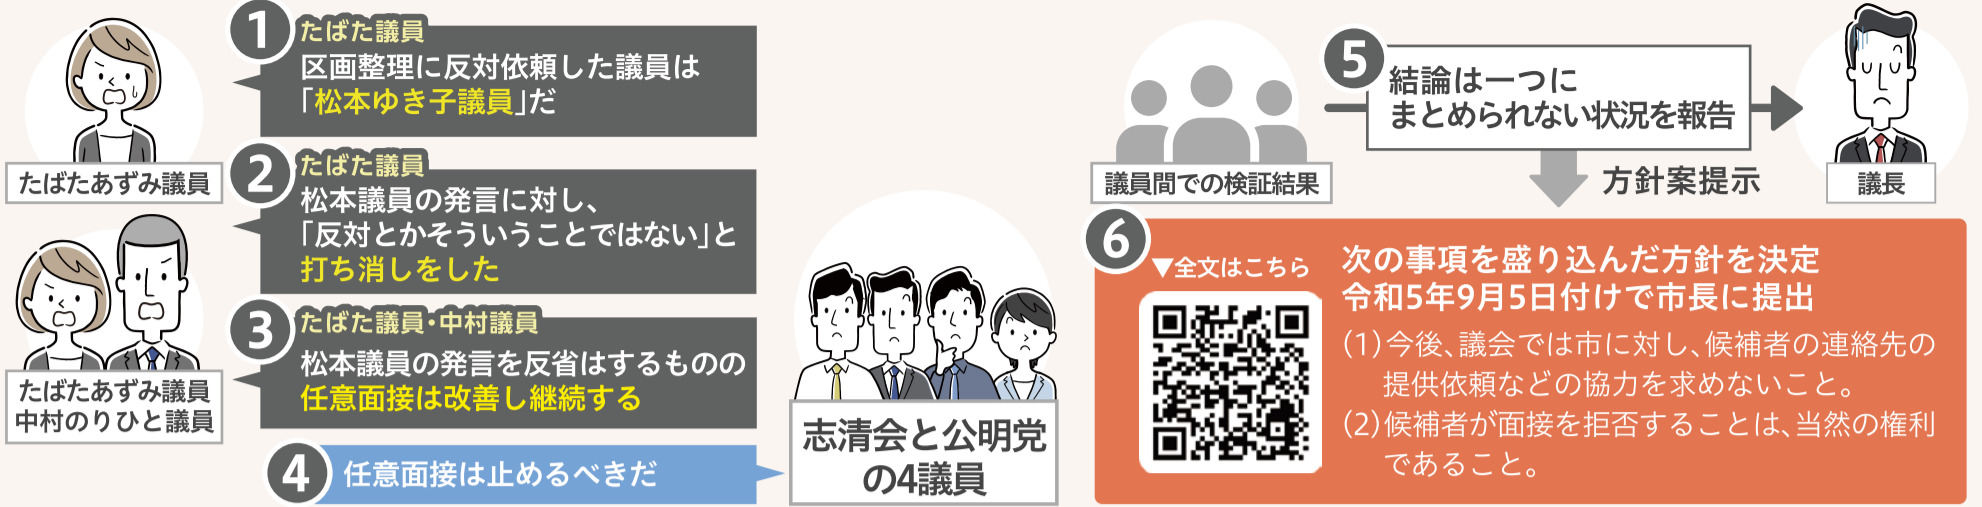 1
たばた議員
区画整理に反対依頼した議員は
「松本ゆき子議員」だ
たばたあずみ議員
2
たばた議員
松本議員の発言に対し、
「反対とかそういうことではない」と
打ち消しをした
3
たばた議員・中村議員
松本議員の発言を反省はするものの
任意面接は改善し継続する
たばたあずみ議員
中村のりひと議員
4
任意面接は止めるべきだ
志清会と公明党
の4議員
議員間での検証結果
5
結論は一つに
まとめられない状況を報告
議長
方針案提示
6
▼全文はこちら
次の事項を盛り込んだ方針を決定
令和5年9月5日付けで市長に提出
(1)今後、議会では市に対し、候補者の連絡先の
提供依頼などの協力を求めないこと。
(2)候補者が面接を拒否することは、当然の権利
であること。